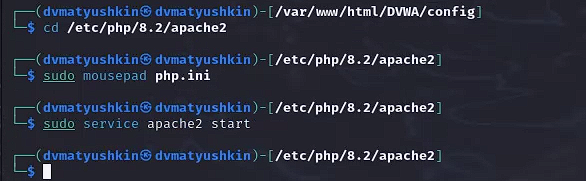 ┌──(dvmatyushkin㉿dvmatyushkin)-[/var/www/html/DVWA/config]
└─$ cd /etc/php/8.2/apache2
┌──(dvmatyushkin㉿dvmatyushkin)-[/etc/php/8.2/apache2]
└─$ sudo mousepad php.ini
┌──(dvmatyushkin㉿dvmatyushkin)-[/etc/php/8.2/apache2]
└─$ sudo service apache2 start
┌──(dvmatyushkin㉿dvmatyushkin)-[/etc/php/8.2/apache2]
└─$